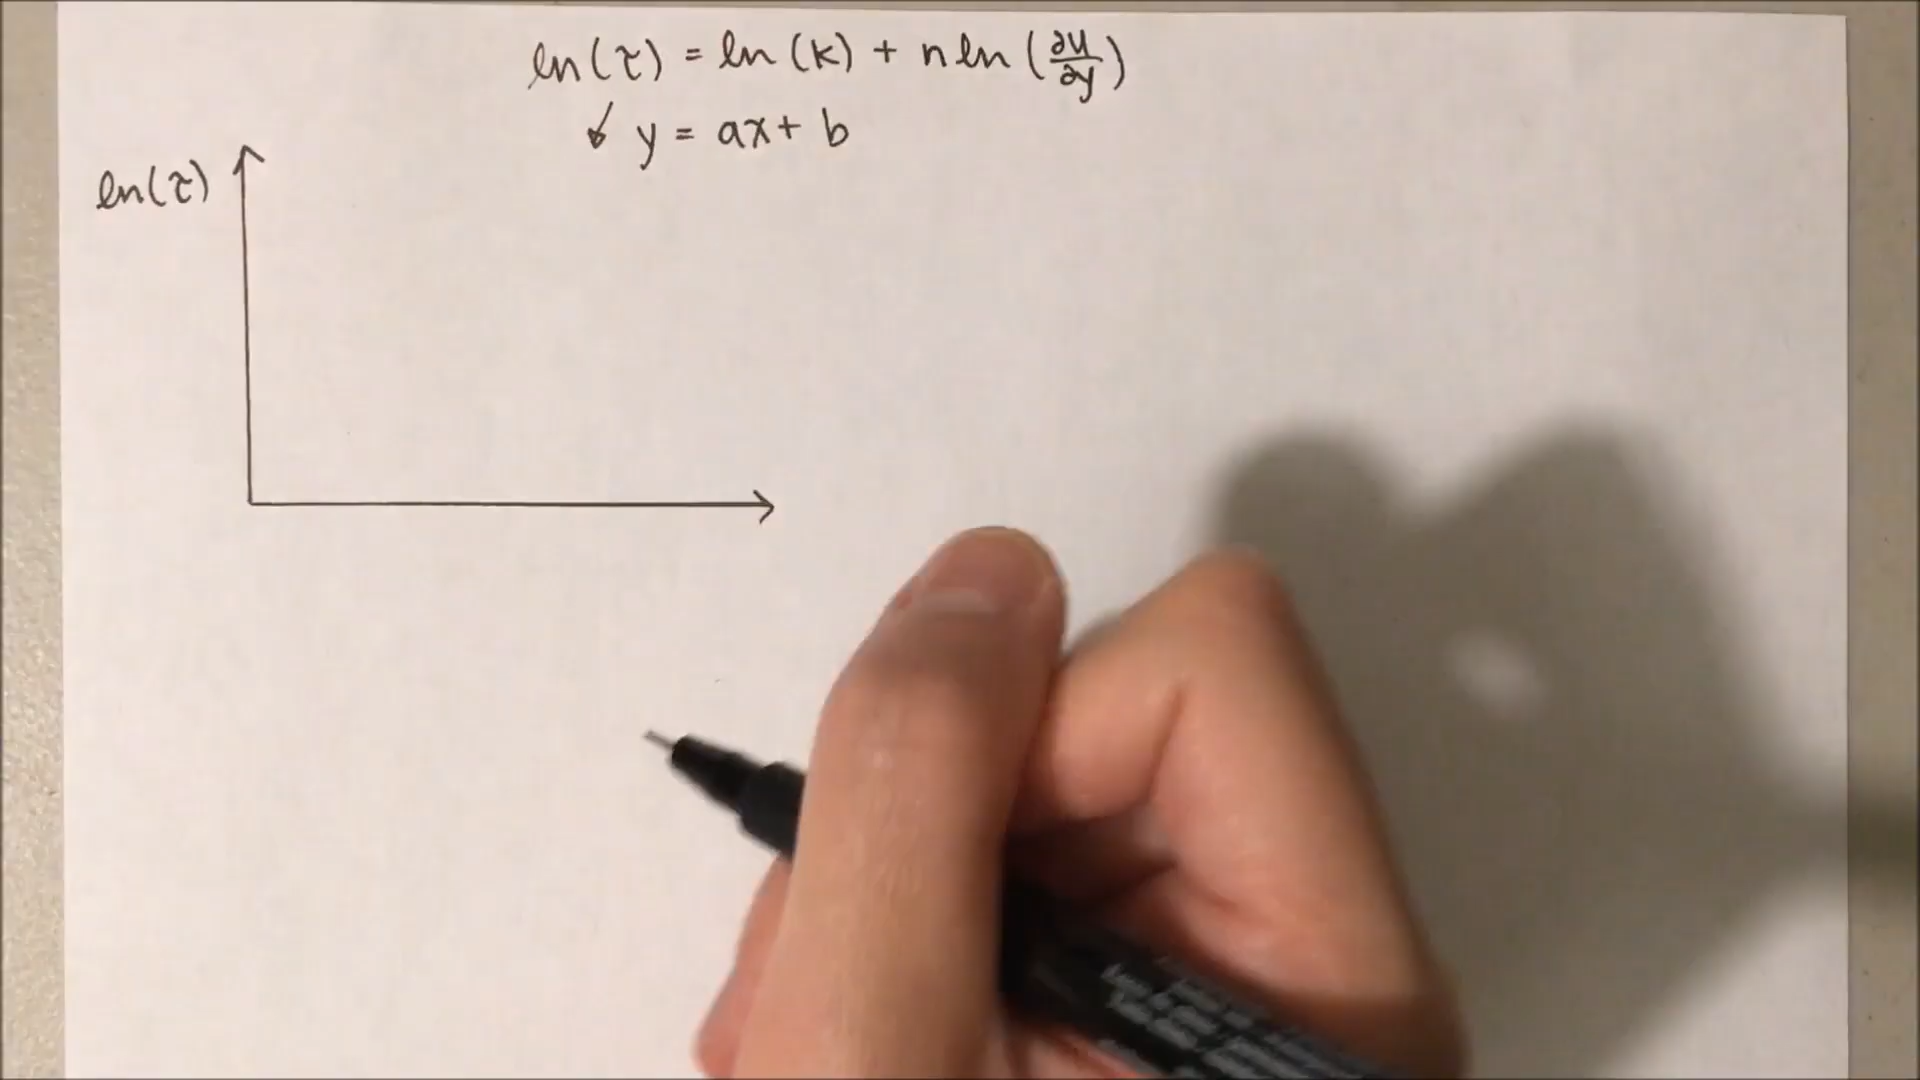 ln(τ) = ln(k) + n ln(∂u/∂y)
y = ax + b
ln(τ)